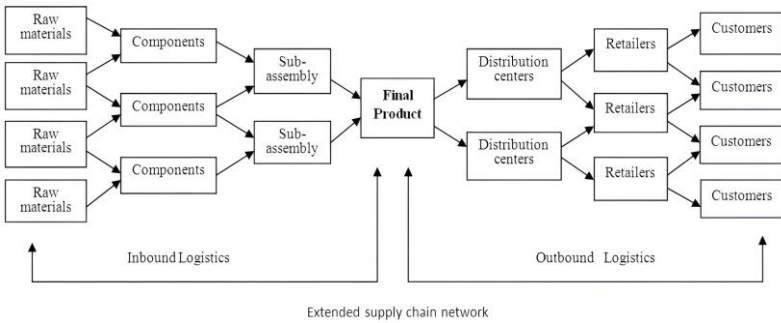 Raw
materials
Raw
materials
Raw
materials
Raw
materials
Components
Components
Components
Sub-
assembly
Sub-
assembly
Final
Product
Distribution
centers
Distribution
centers
Retailers
Retailers
Retailers
Customers
Customers
Customers
Customers
Inbound Logistics
Outbound Logistics
Extended supply chain network